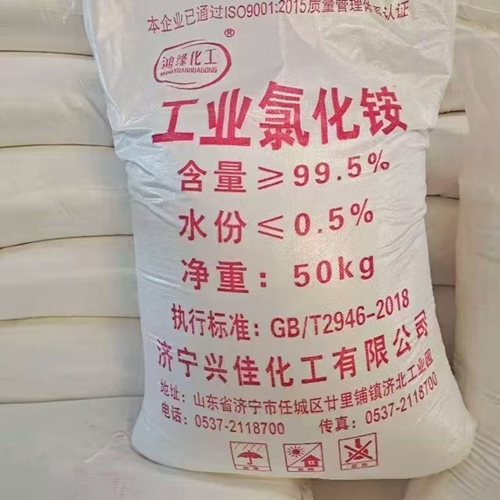 本企业已通过ISO9001:2015质量管理体系认证
鸿缘化工®
HONGYUANHUAGONG
工业氯化铵
含量≥99.5%
水份≤0.5%
净重：50kg
执行标准：GB/T2946-2018
济宁兴佳化工有限公司
地址：山东省济宁市任城区廿里铺镇济北工业园
电话：0537-2118700 传真：0537-2118700